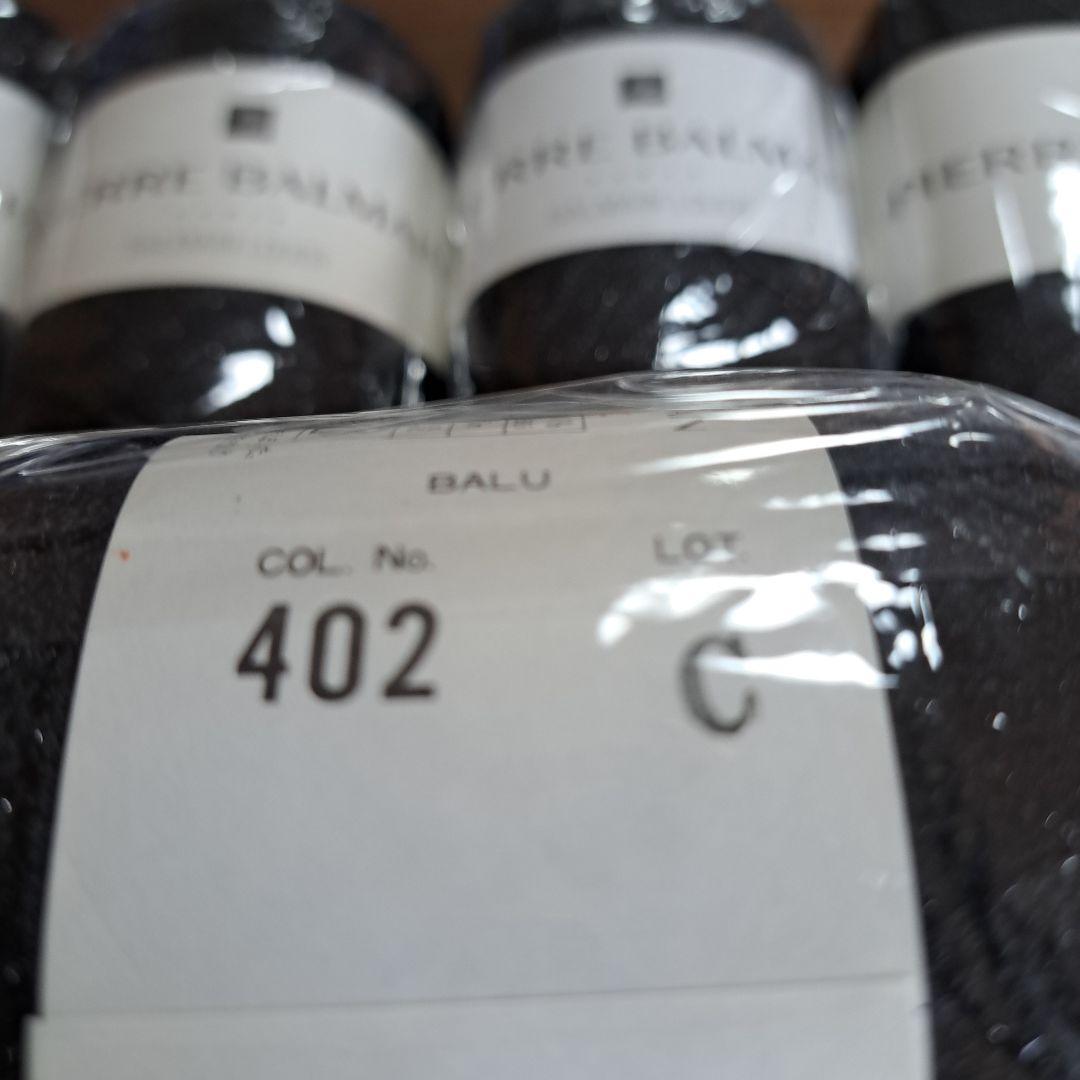 RRE BALMA
RRE BALMA
PIERR
BALU
COL. No.
LOT.
402
C